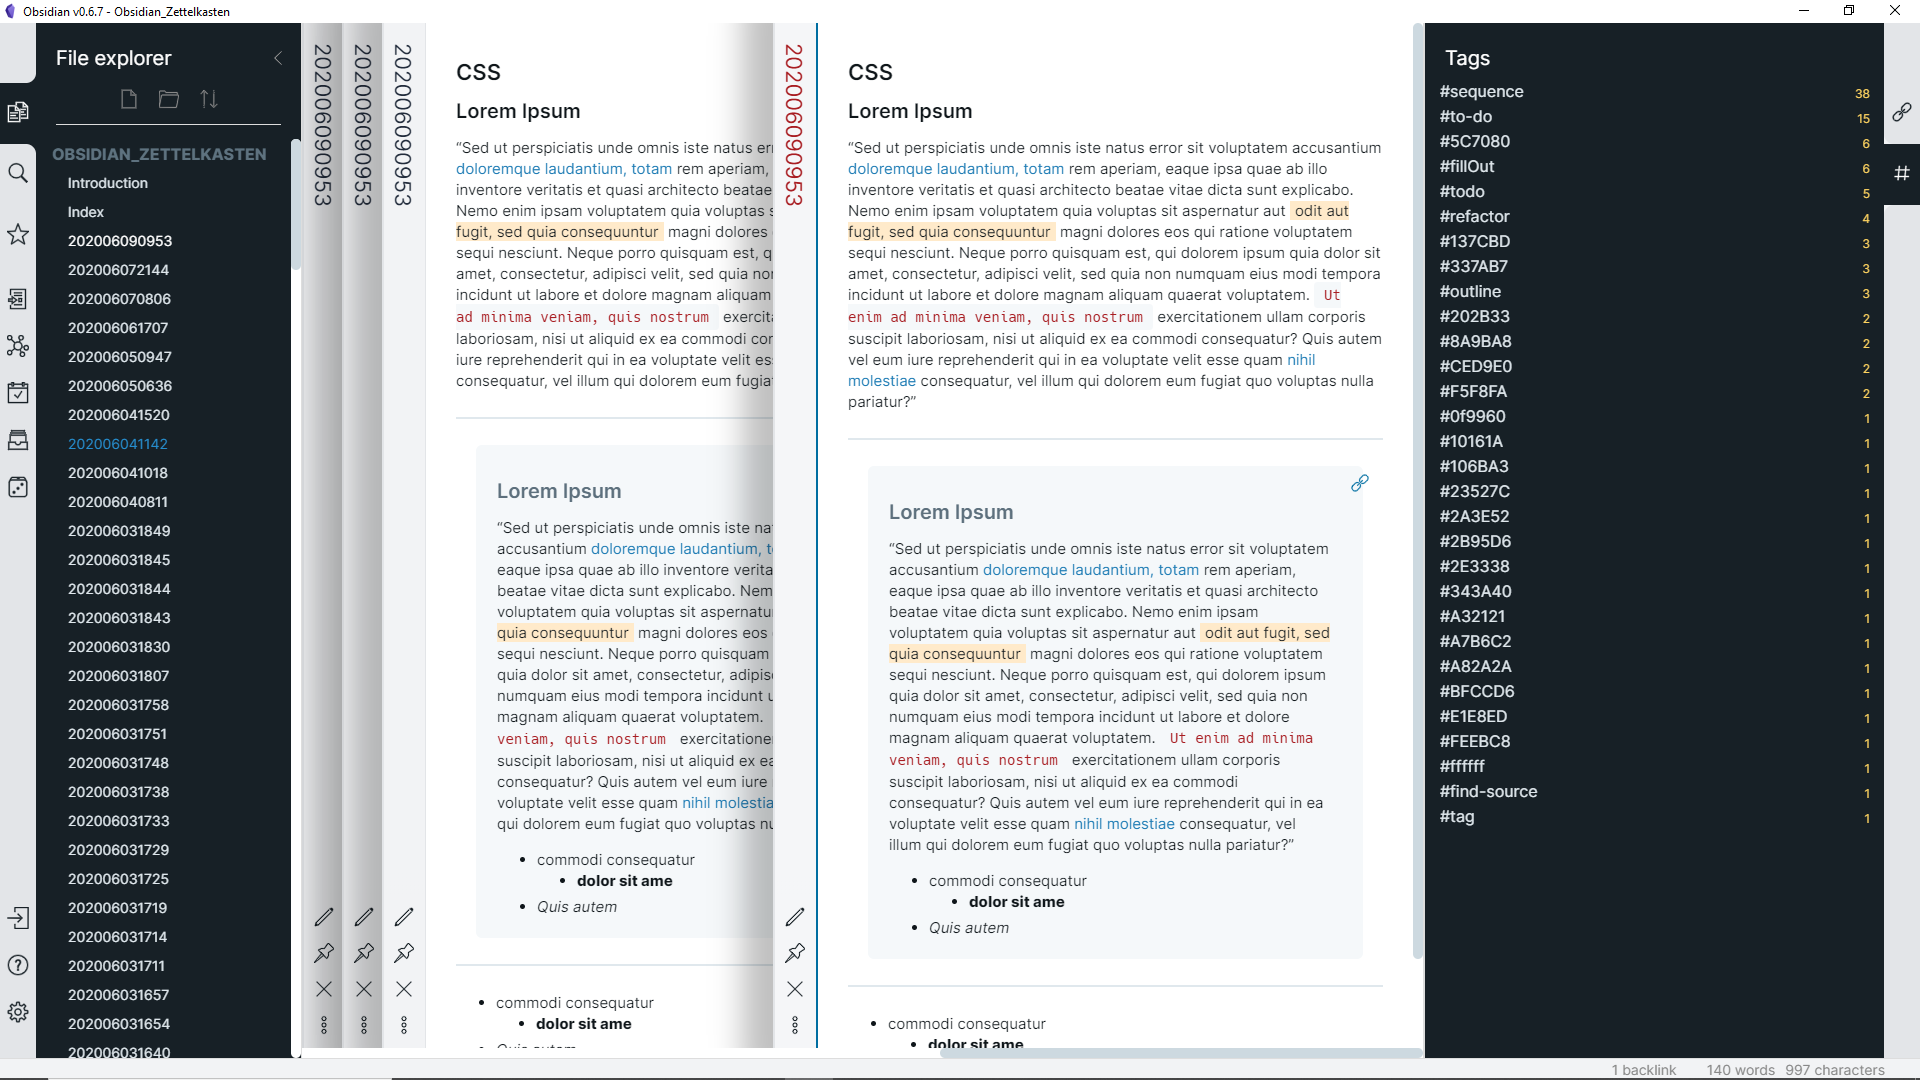 Obsidian v0.6.7 - Obsidian_Zettelkasten
File explorer
OBSIDIAN_ZETTELKASTEN
Introduction
Index
202006090953
202006072144
202006070806
202006061707
202006050947
202006050636
202006041520
202006041142
202006041018
202006040811
202006031849
202006031845
202006031844
202006031843
202006031830
202006031807
202006031758
202006031751
202006031748
202006031738
202006031733
202006031729
202006031725
202006031719
202006031714
202006031711
202006031657
202006031654
202006031640
202006090953
202006090953
202006090953
CSS
Lorem Ipsum
“Sed ut perspiciatis unde omnis iste natus er
doloremque laudantium, totam rem aperiam,
inventore veritatis et quasi architecto beatae
Nemo enim ipsam voluptatem quia voluptas s
fugit, sed quia consequuntur magni dolores
sequi nesciunt. Neque porro quisquam est, q
amet, consectetur, adipisci velit, sed quia non
incidunt ut labore et dolore magnam aliquam
ad minima veniam, quis nostrum exercita
laboriosam, nisi ut aliquid ex ea commodi cor
iure reprehenderit qui in ea voluptate velit es
consequatur, vel illum qui dolorem eum fugiat
Lorem Ipsum
“Sed ut perspiciatis unde omnis iste na
accusantium doloremque laudantium, t
eaque ipsa quae ab illo inventore verita
beatae vitae dicta sunt explicabo. Nem
voluptatem quia voluptas sit aspernatu
quia consequuntur magni dolores eos
sequi nesciunt. Neque porro quisquam
quia dolor sit amet, consectetur, adipis
numquam eius modi tempora incidunt u
magnam aliquam quaerat voluptatem.
veniam, quis nostrum exercitatione
suscipit laboriosam, nisi ut aliquid ex ea
consequatur? Quis autem vel eum iure
voluptate velit esse quam nihil molestia
qui dolorem eum fugiat quo voluptas nu
commodi consequatur
dolor sit ame
Quis autem
commodi consequatur
dolor sit ame
Quis autem
202006090953
CSS
Lorem Ipsum
“Sed ut perspiciatis unde omnis iste natus error sit voluptatem accusantium
doloremque laudantium, totam rem aperiam, eaque ipsa quae ab illo
inventore veritatis et quasi architecto beatae vitae dicta sunt explicabo.
Nemo enim ipsam voluptatem quia voluptas sit aspernatur aut odit aut
fugit, sed quia consequuntur magni dolores eos qui ratione voluptatem
sequi nesciunt. Neque porro quisquam est, qui dolorem ipsum quia dolor sit
amet, consectetur, adipisci velit, sed quia non numquam eius modi tempora
incidunt ut labore et dolore magnam aliquam quaerat voluptatem. Ut
enim ad minima veniam, quis nostrum exercitationem ullam corporis
suscipit laboriosam, nisi ut aliquid ex ea commodi consequatur? Quis autem
vel eum iure reprehenderit qui in ea voluptate velit esse quam nihil
molestiae consequatur, vel illum qui dolorem eum fugiat quo voluptas nulla
pariatur?”
Lorem Ipsum
“Sed ut perspiciatis unde omnis iste natus error sit voluptatem
accusantium doloremque laudantium, totam rem aperiam,
eaque ipsa quae ab illo inventore veritatis et quasi architecto
beatae vitae dicta sunt explicabo. Nemo enim ipsam
voluptatem quia voluptas sit aspernatur aut odit aut fugit, sed
quia consequuntur magni dolores eos qui ratione voluptatem
sequi nesciunt. Neque porro quisquam est, qui dolorem ipsum
quia dolor sit amet, consectetur, adipisci velit, sed quia non
numquam eius modi tempora incidunt ut labore et dolore
magnam aliquam quaerat voluptatem. Ut enim ad minima
veniam, quis nostrum exercitationem ullam corporis
suscipit laboriosam, nisi ut aliquid ex ea commodi
consequatur? Quis autem vel eum iure reprehenderit qui in ea
voluptate velit esse quam nihil molestiae consequatur, vel
illum qui dolorem eum fugiat quo voluptas nulla pariatur?”
commodi consequatur
dolor sit ame
Quis autem
commodi consequatur
dolor sit ame
Tags
#sequence 38
#to-do 15
#5C7080 6
#fillOut 6
#todo 5
#refactor 4
#137CBD 3
#337AB7 3
#outline 3
#202B33 2
#8A9BA8 2
#CED9E0 2
#F5F8FA 2
#0f9960 1
#10161A 1
#106BA3 1
#23527C 1
#2A3E52 1
#2B95D6 1
#2E3338 1
#343A40 1
#A32121 1
#A7B6C2 1
#A82A2A 1
#BFCCD6 1
#E1E8ED 1
#FEEBC8 1
#ffffff 1
#find-source 1
#tag 1
1 backlink 140 words 997 characters